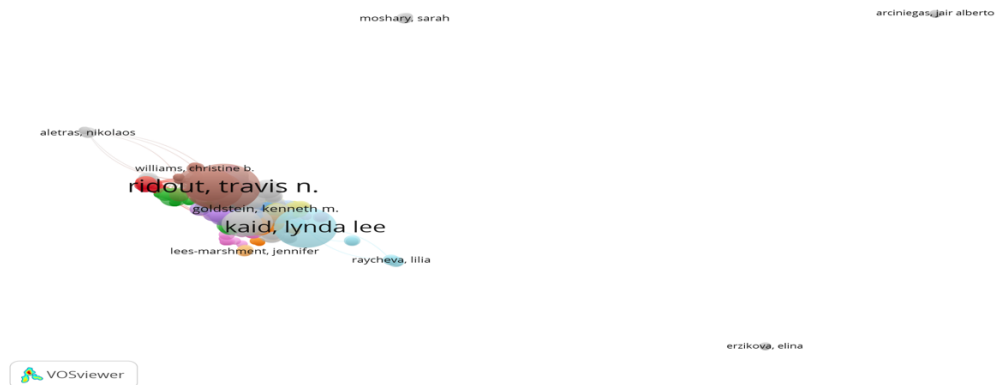 arciniegas, jair alberto
moshary, sarah
aletras, nikolaos
williams, christine b.
ridout, travis n.
goldstein, kenneth m.
kaid, lynda lee
lees-marshment, jennifer
raycheva, lilia
erzikova, elina
VOSviewer